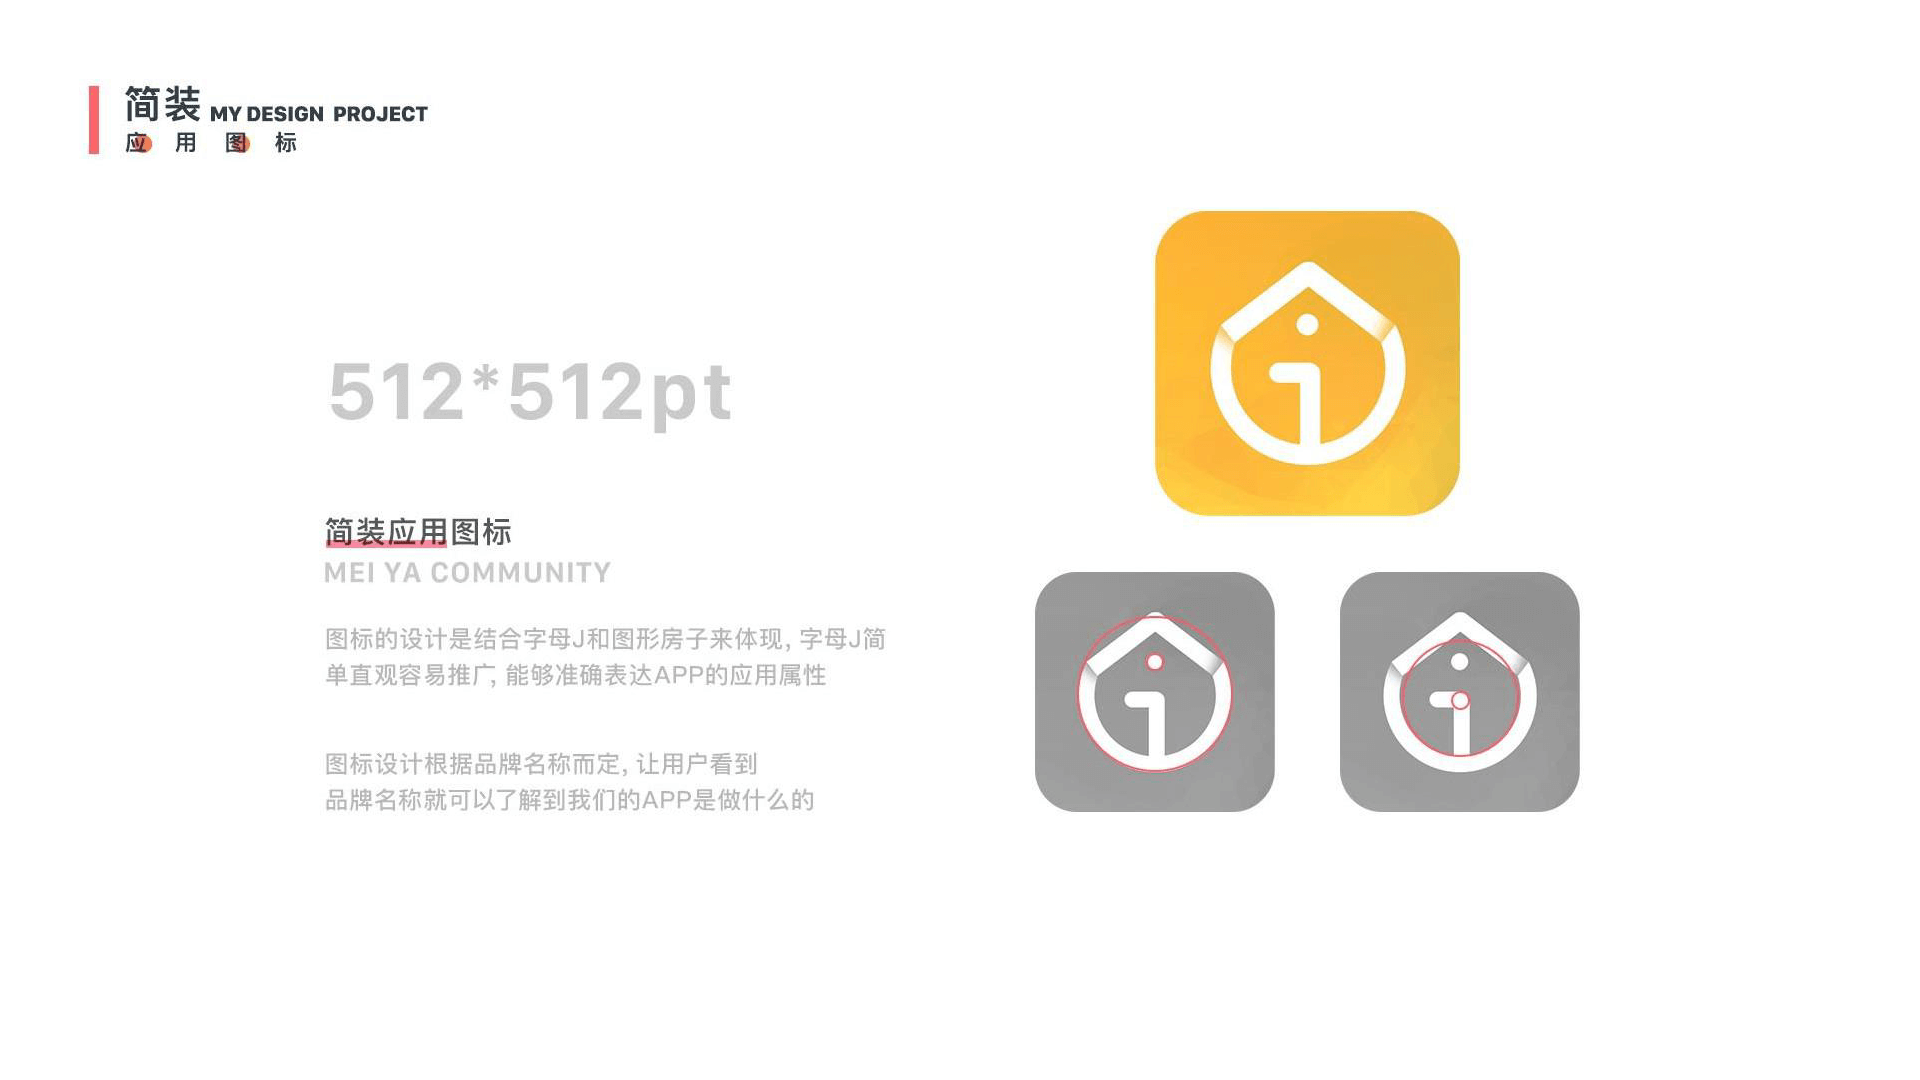 简装 MY DESIGN PROJECT
应用图标
512*512pt
简装应用图标
MEI YA COMMUNITY
图标的设计是结合字母J和图形房子来体现, 字母J简
单直观容易推广, 能够准确表达APP的应用属性
图标设计根据品牌名称而定, 让用户看到
品牌名称就可以了解到我们的APP是做什么的